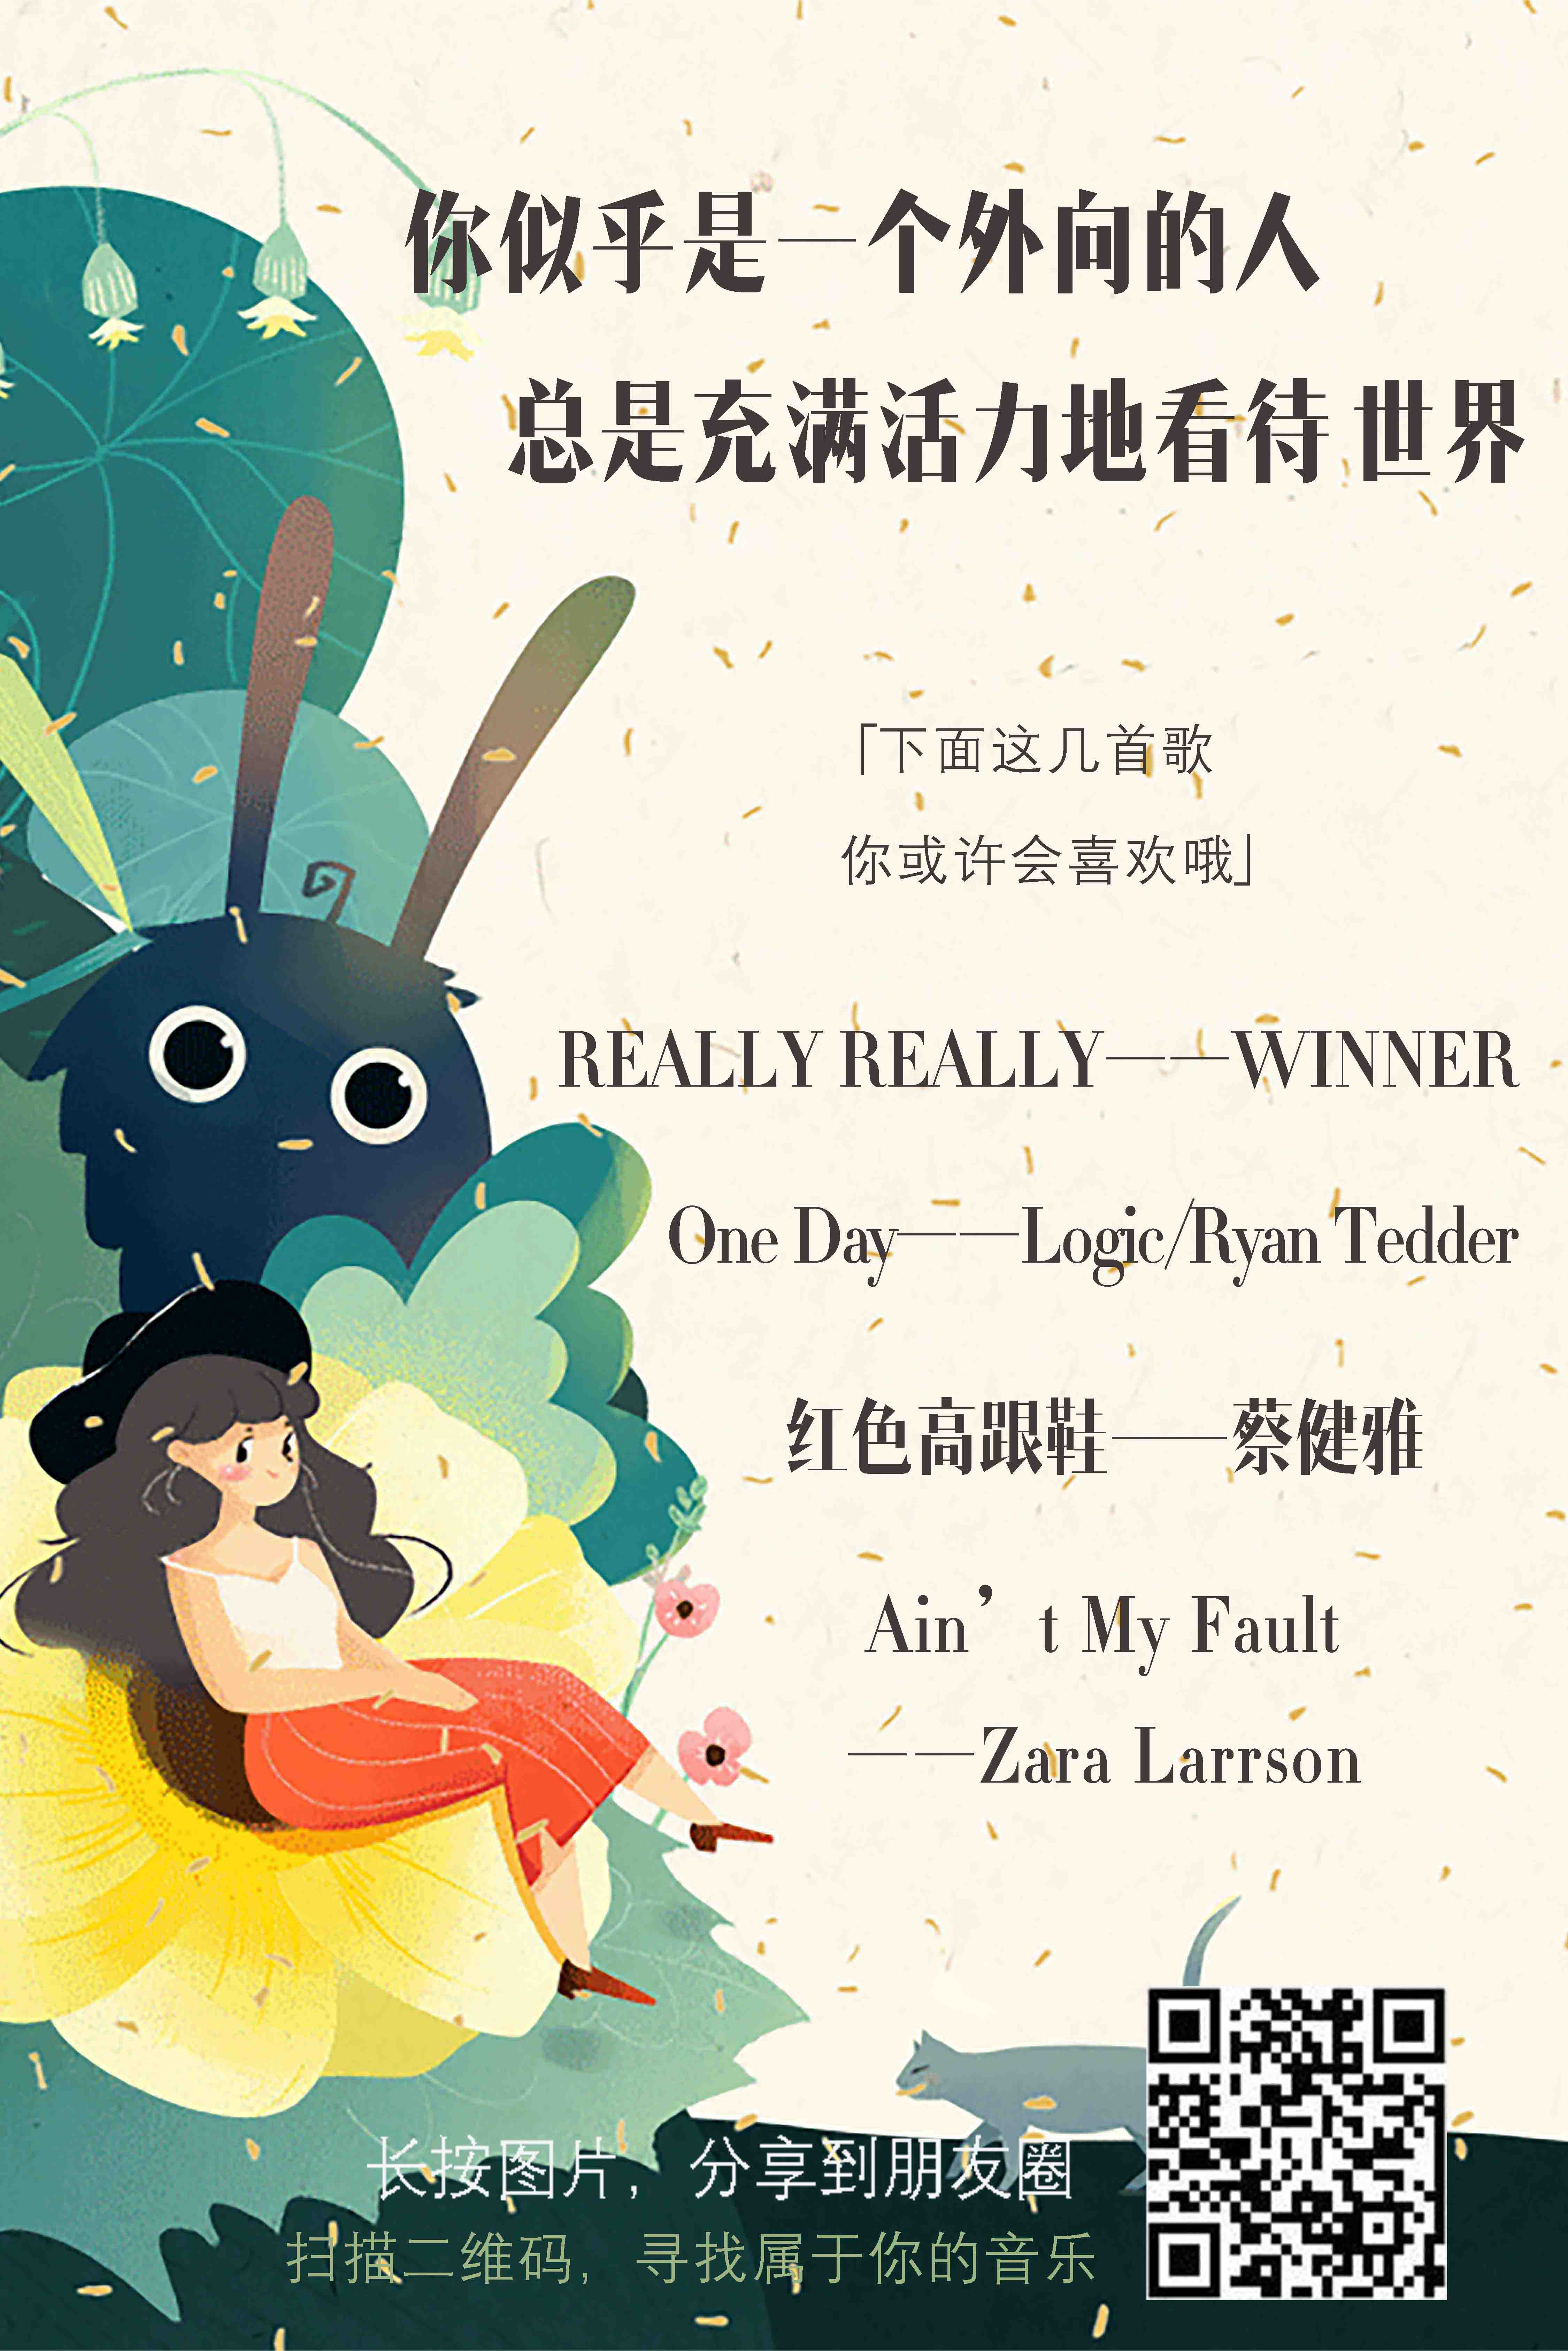 你似乎是一个外向的人
总是充满活力地看待世界
「下面这几首歌
你或许会喜欢哦」
REALLY REALLY——WINNER
One Day——Logic/Ryan Tedder
红色高跟鞋——蔡健雅
Ain’t My Fault
——Zara Larrson
长按图片，分享到朋友圈
扫描二维码，寻找属于你的音乐